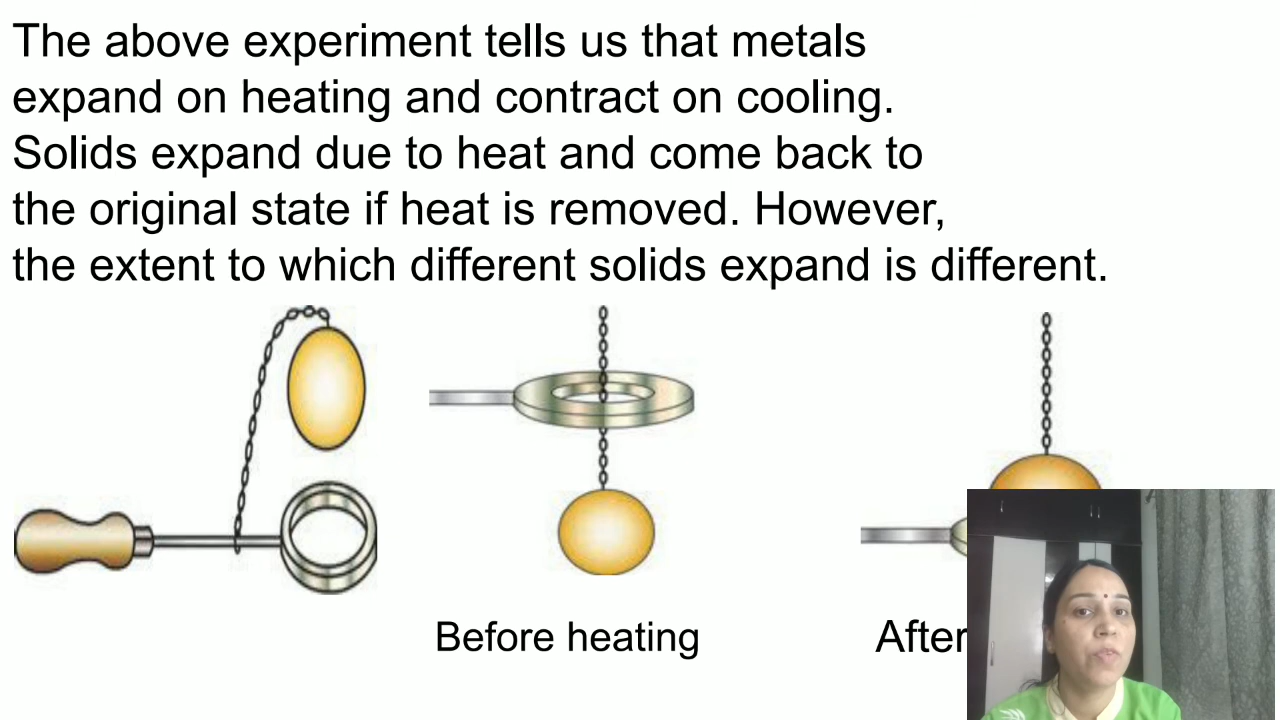 The above experiment tells us that metals
expand on heating and contract on cooling.
Solids expand due to heat and come back to
the original state if heat is removed. However,
the extent to which different solids expand is different.
Before heating
After